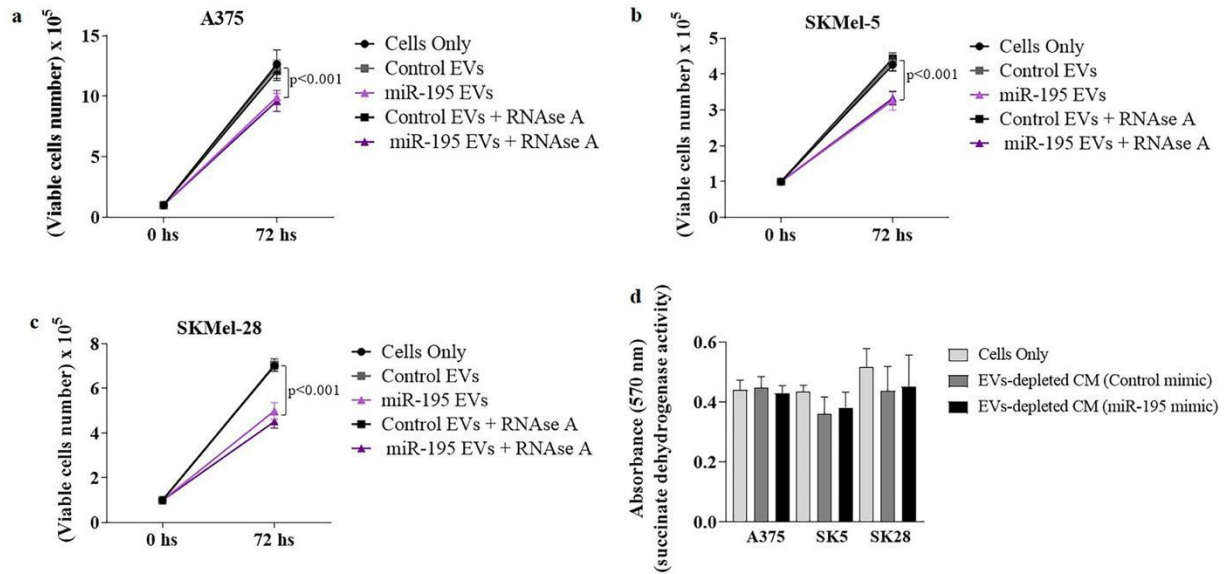 a
A375
(Viable cells number) x 10⁵
15
10
5
0
0 hs
72 hs
p<0.001
Cells Only
Control EVs
miR-195 EVs
Control EVs + RNAse A
miR-195 EVs + RNAse A
b
SKMel-5
(Viable cells number) x 10⁵
5
4
3
2
1
0
0 hs
72 hs
p<0.001
Cells Only
Control EVs
miR-195 EVs
Control EVs + RNAse A
miR-195 EVs + RNAse A
c
SKMel-28
(Viable cells number) x 10⁵
8
6
4
2
0
0 hs
72 hs
p<0.001
Cells Only
Control EVs
miR-195 EVs
Control EVs + RNAse A
miR-195 EVs + RNAse A
d
Absorbance (570 nm)
(succinate dehydrogenase activity)
0.6
0.4
0.2
0.0
A375
SK5
SK28
Cells Only
EVs-depleted CM (Control mimic)
EVs-depleted CM (miR-195 mimic)